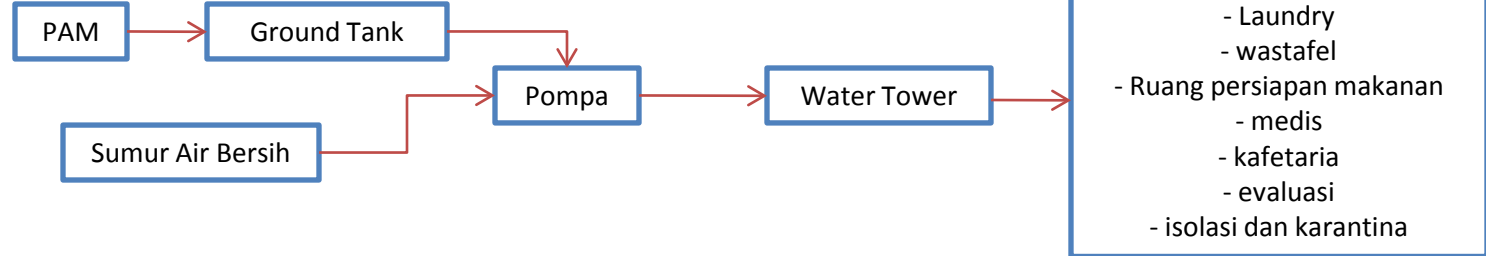 PAM
Ground Tank
Sumur Air Bersih
Pompa
Water Tower
- Laundry
- wastafel
- Ruang persiapan makanan
- medis
- kafetaria
- evaluasi
- isolasi dan karantina